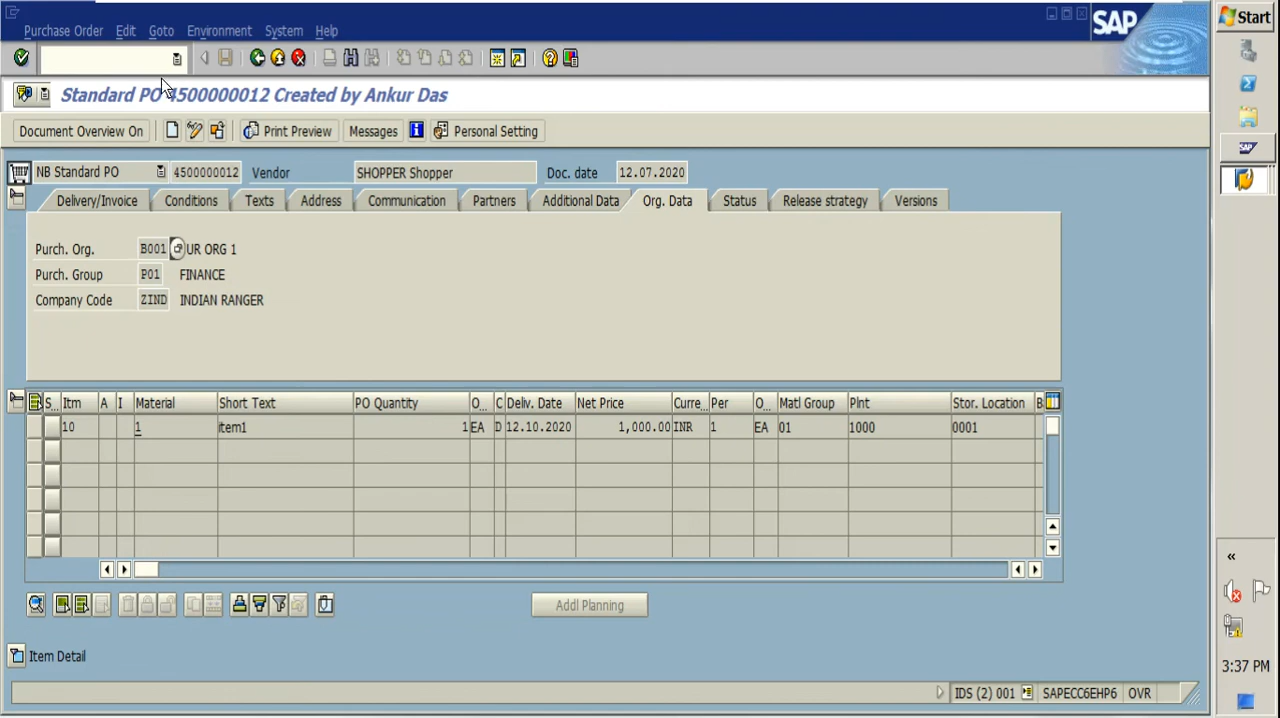 Purchase Order Edit Goto Environment System Help
SAP
Start
Standard PO 4500000012 Created by Ankur Das
Document Overview On Print Preview Messages Personal Setting
NB Standard PO 4500000012 Vendor SHOPPER Shopper Doc. date 12.07.2020
Delivery/Invoice Conditions Texts Address Communication Partners Additional Data Org. Data Status Release strategy Versions
Purch. Org. B001 UR ORG 1
Purch. Group P01 FINANCE
Company Code ZIND INDIAN RANGER
S.. Itm A I Material Short Text PO Quantity O... C Deliv. Date Net Price Curre... Per O... Matl Group Plnt Stor. Location B
10 1 item1 1 EA D 12.10.2020 1,000.00 INR 1 EA 01 1000 0001
Addl Planning
Item Detail
IDS (2) 001 SAPECC6EHP6 OVR
3:37 PM